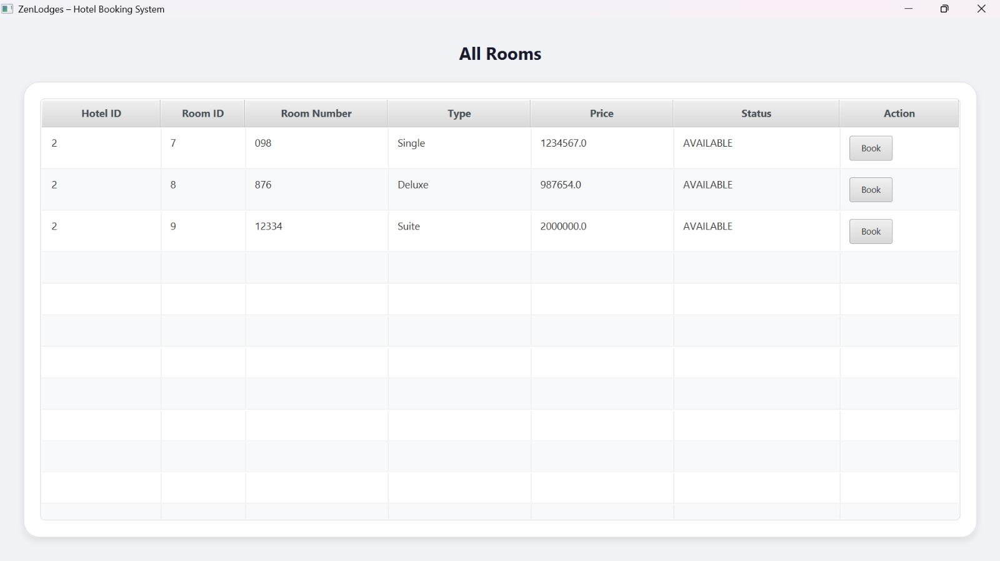 ZenLodges – Hotel Booking System
All Rooms
Hotel ID Room ID Room Number Type Price Status Action
2 7 098 Single 1234567.0 AVAILABLE Book
2 8 876 Deluxe 987654.0 AVAILABLE Book
2 9 12334 Suite 2000000.0 AVAILABLE Book